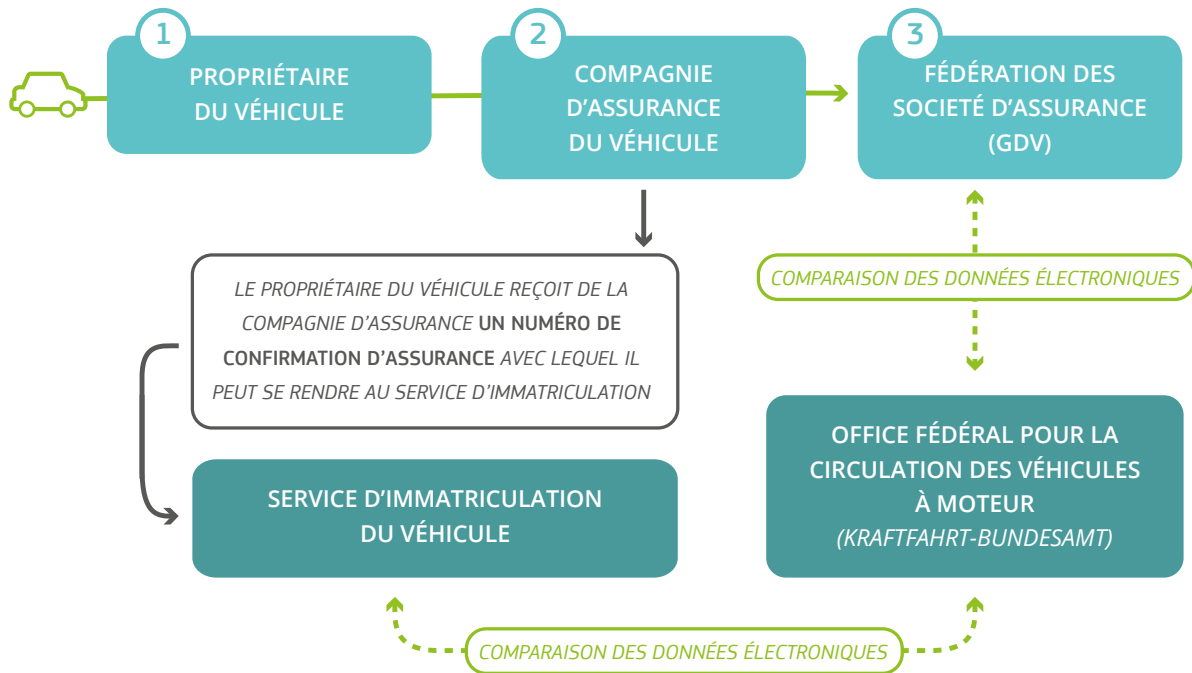 1
PROPRIÉTAIRE
DU VÉHICULE
2
COMPAGNIE
D'ASSURANCE
DU VÉHICULE
3
FÉDÉRATION DES
SOCIETÉ D'ASSURANCE
(GDV)
LE PROPRIÉTAIRE DU VÉHICULE REÇOIT DE LA
COMPAGNIE D'ASSURANCE UN NUMÉRO DE
CONFIRMATION D'ASSURANCE AVEC LEQUEL IL
PEUT SE RENDRE AU SERVICE D'IMMATRICULATION
COMPARAISON DES DONNÉES ÉLECTRONIQUES
SERVICE D'IMMATRICULATION
DU VÉHICULE
OFFICE FÉDÉRAL POUR LA
CIRCULATION DES VÉHICULES
À MOTEUR
(KRAFTFAHRT-BUNDESAMT)
COMPARAISON DES DONNÉES ÉLECTRONIQUES